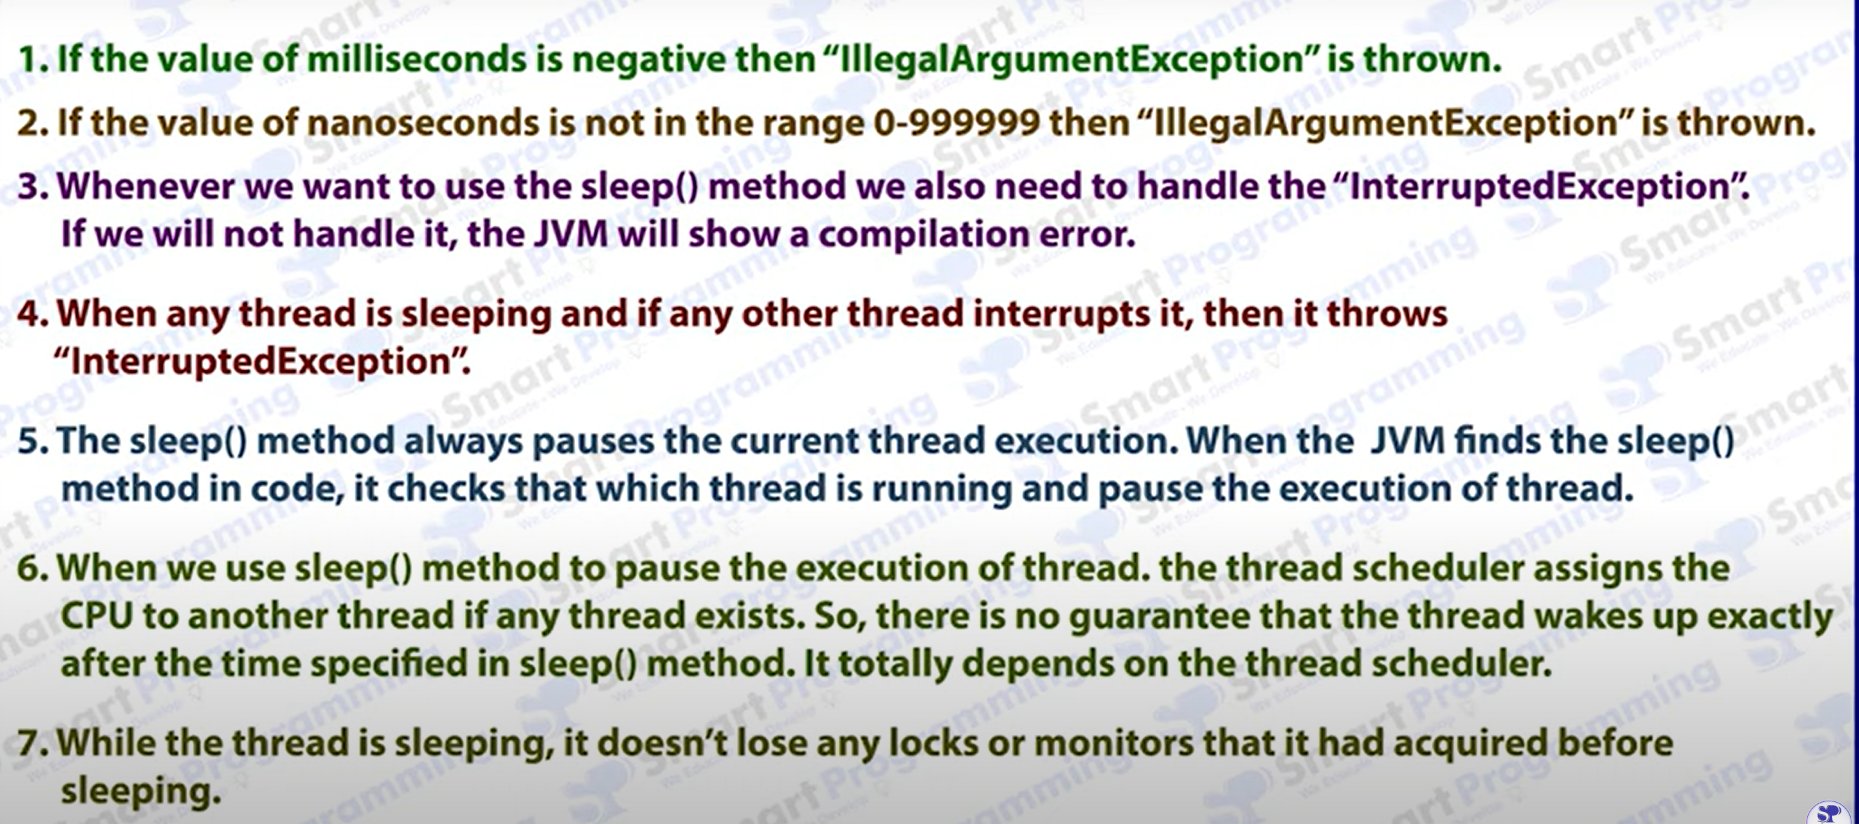 1. If the value of milliseconds is negative then “IllegalArgumentException” is thrown.
2. If the value of nanoseconds is not in the range 0-999999 then “IllegalArgumentException” is thrown.
3. Whenever we want to use the sleep() method we also need to handle the “InterruptedException”.
If we will not handle it, the JVM will show a compilation error.
4. When any thread is sleeping and if any other thread interrupts it, then it throws
“InterruptedException”.
5. The sleep() method always pauses the current thread execution. When the JVM finds the sleep()
method in code, it checks that which thread is running and pause the execution of thread.
6. When we use sleep() method to pause the execution of thread. the thread scheduler assigns the
CPU to another thread if any thread exists. So, there is no guarantee that the thread wakes up exactly
after the time specified in sleep() method. It totally depends on the thread scheduler.
7. While the thread is sleeping, it doesn’t lose any locks or monitors that it had acquired before
sleeping.
Smart Programming
We Educate - We Develop
SP